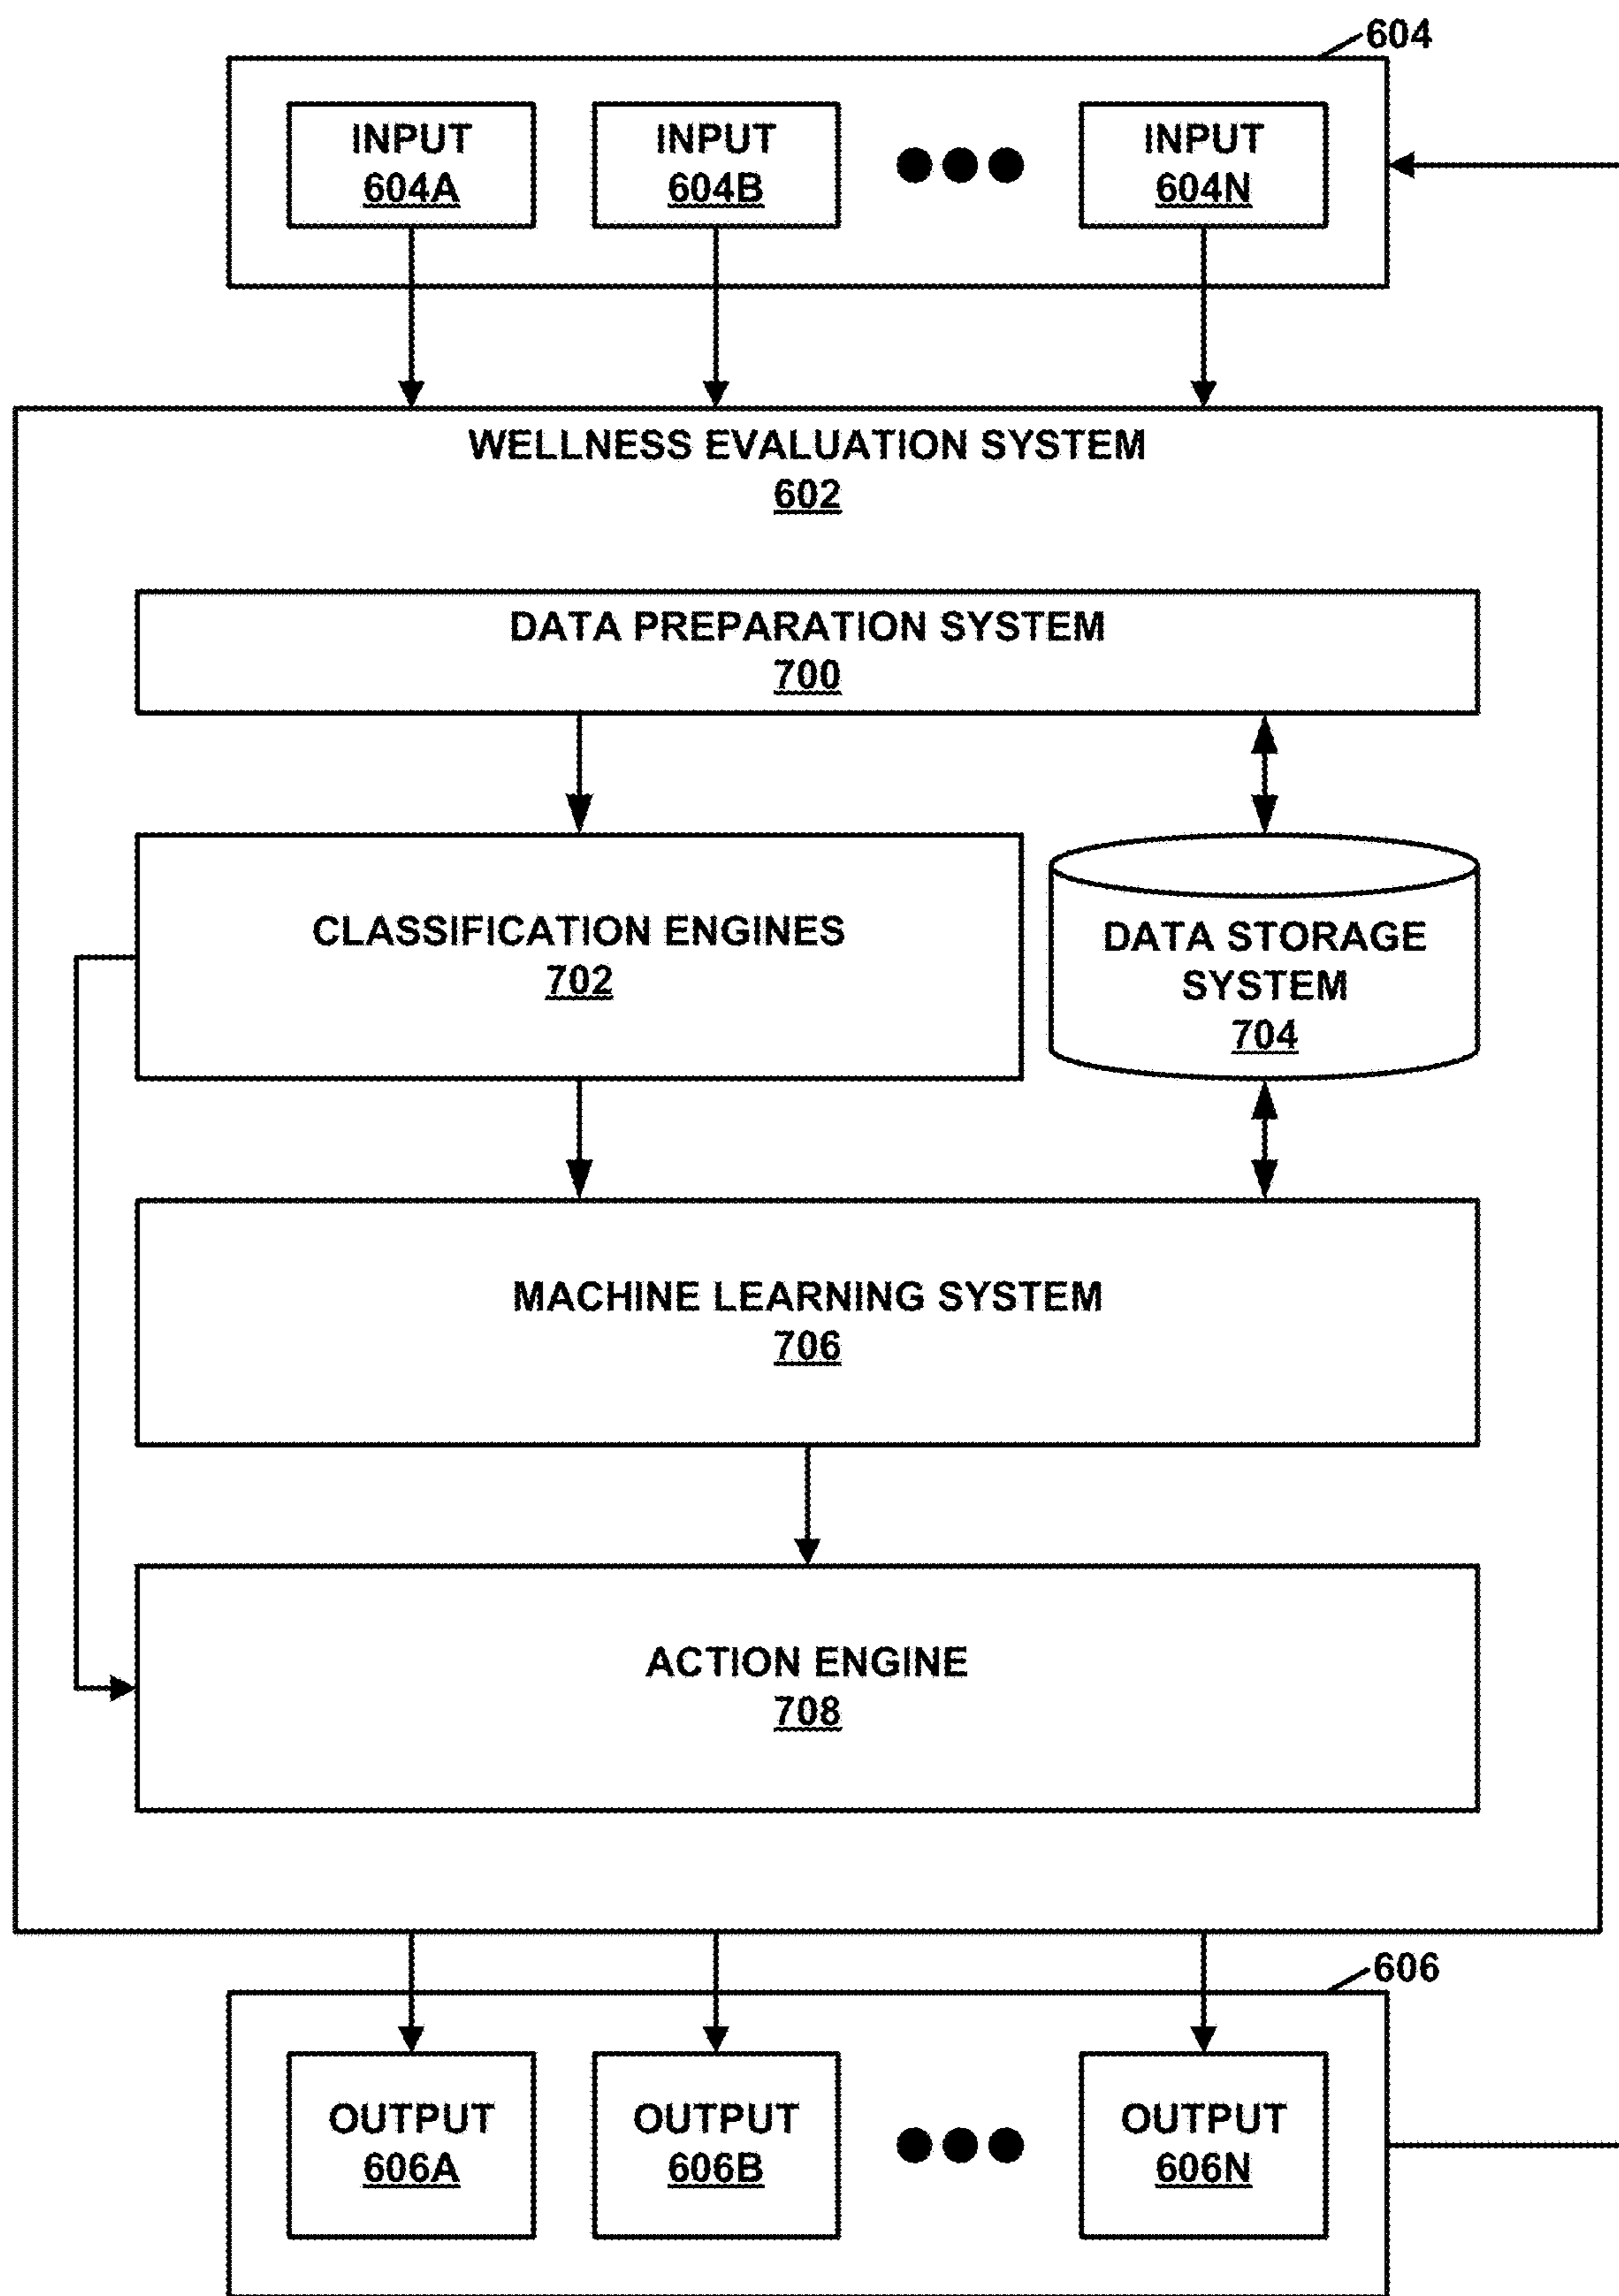 604
INPUT
604A
INPUT
604B
INPUT
604N
WELLNESS EVALUATION SYSTEM
602
DATA PREPARATION SYSTEM
700
CLASSIFICATION ENGINES
702
DATA STORAGE
SYSTEM
704
MACHINE LEARNING SYSTEM
706
ACTION ENGINE
708
606
OUTPUT
606A
OUTPUT
606B
OUTPUT
606N